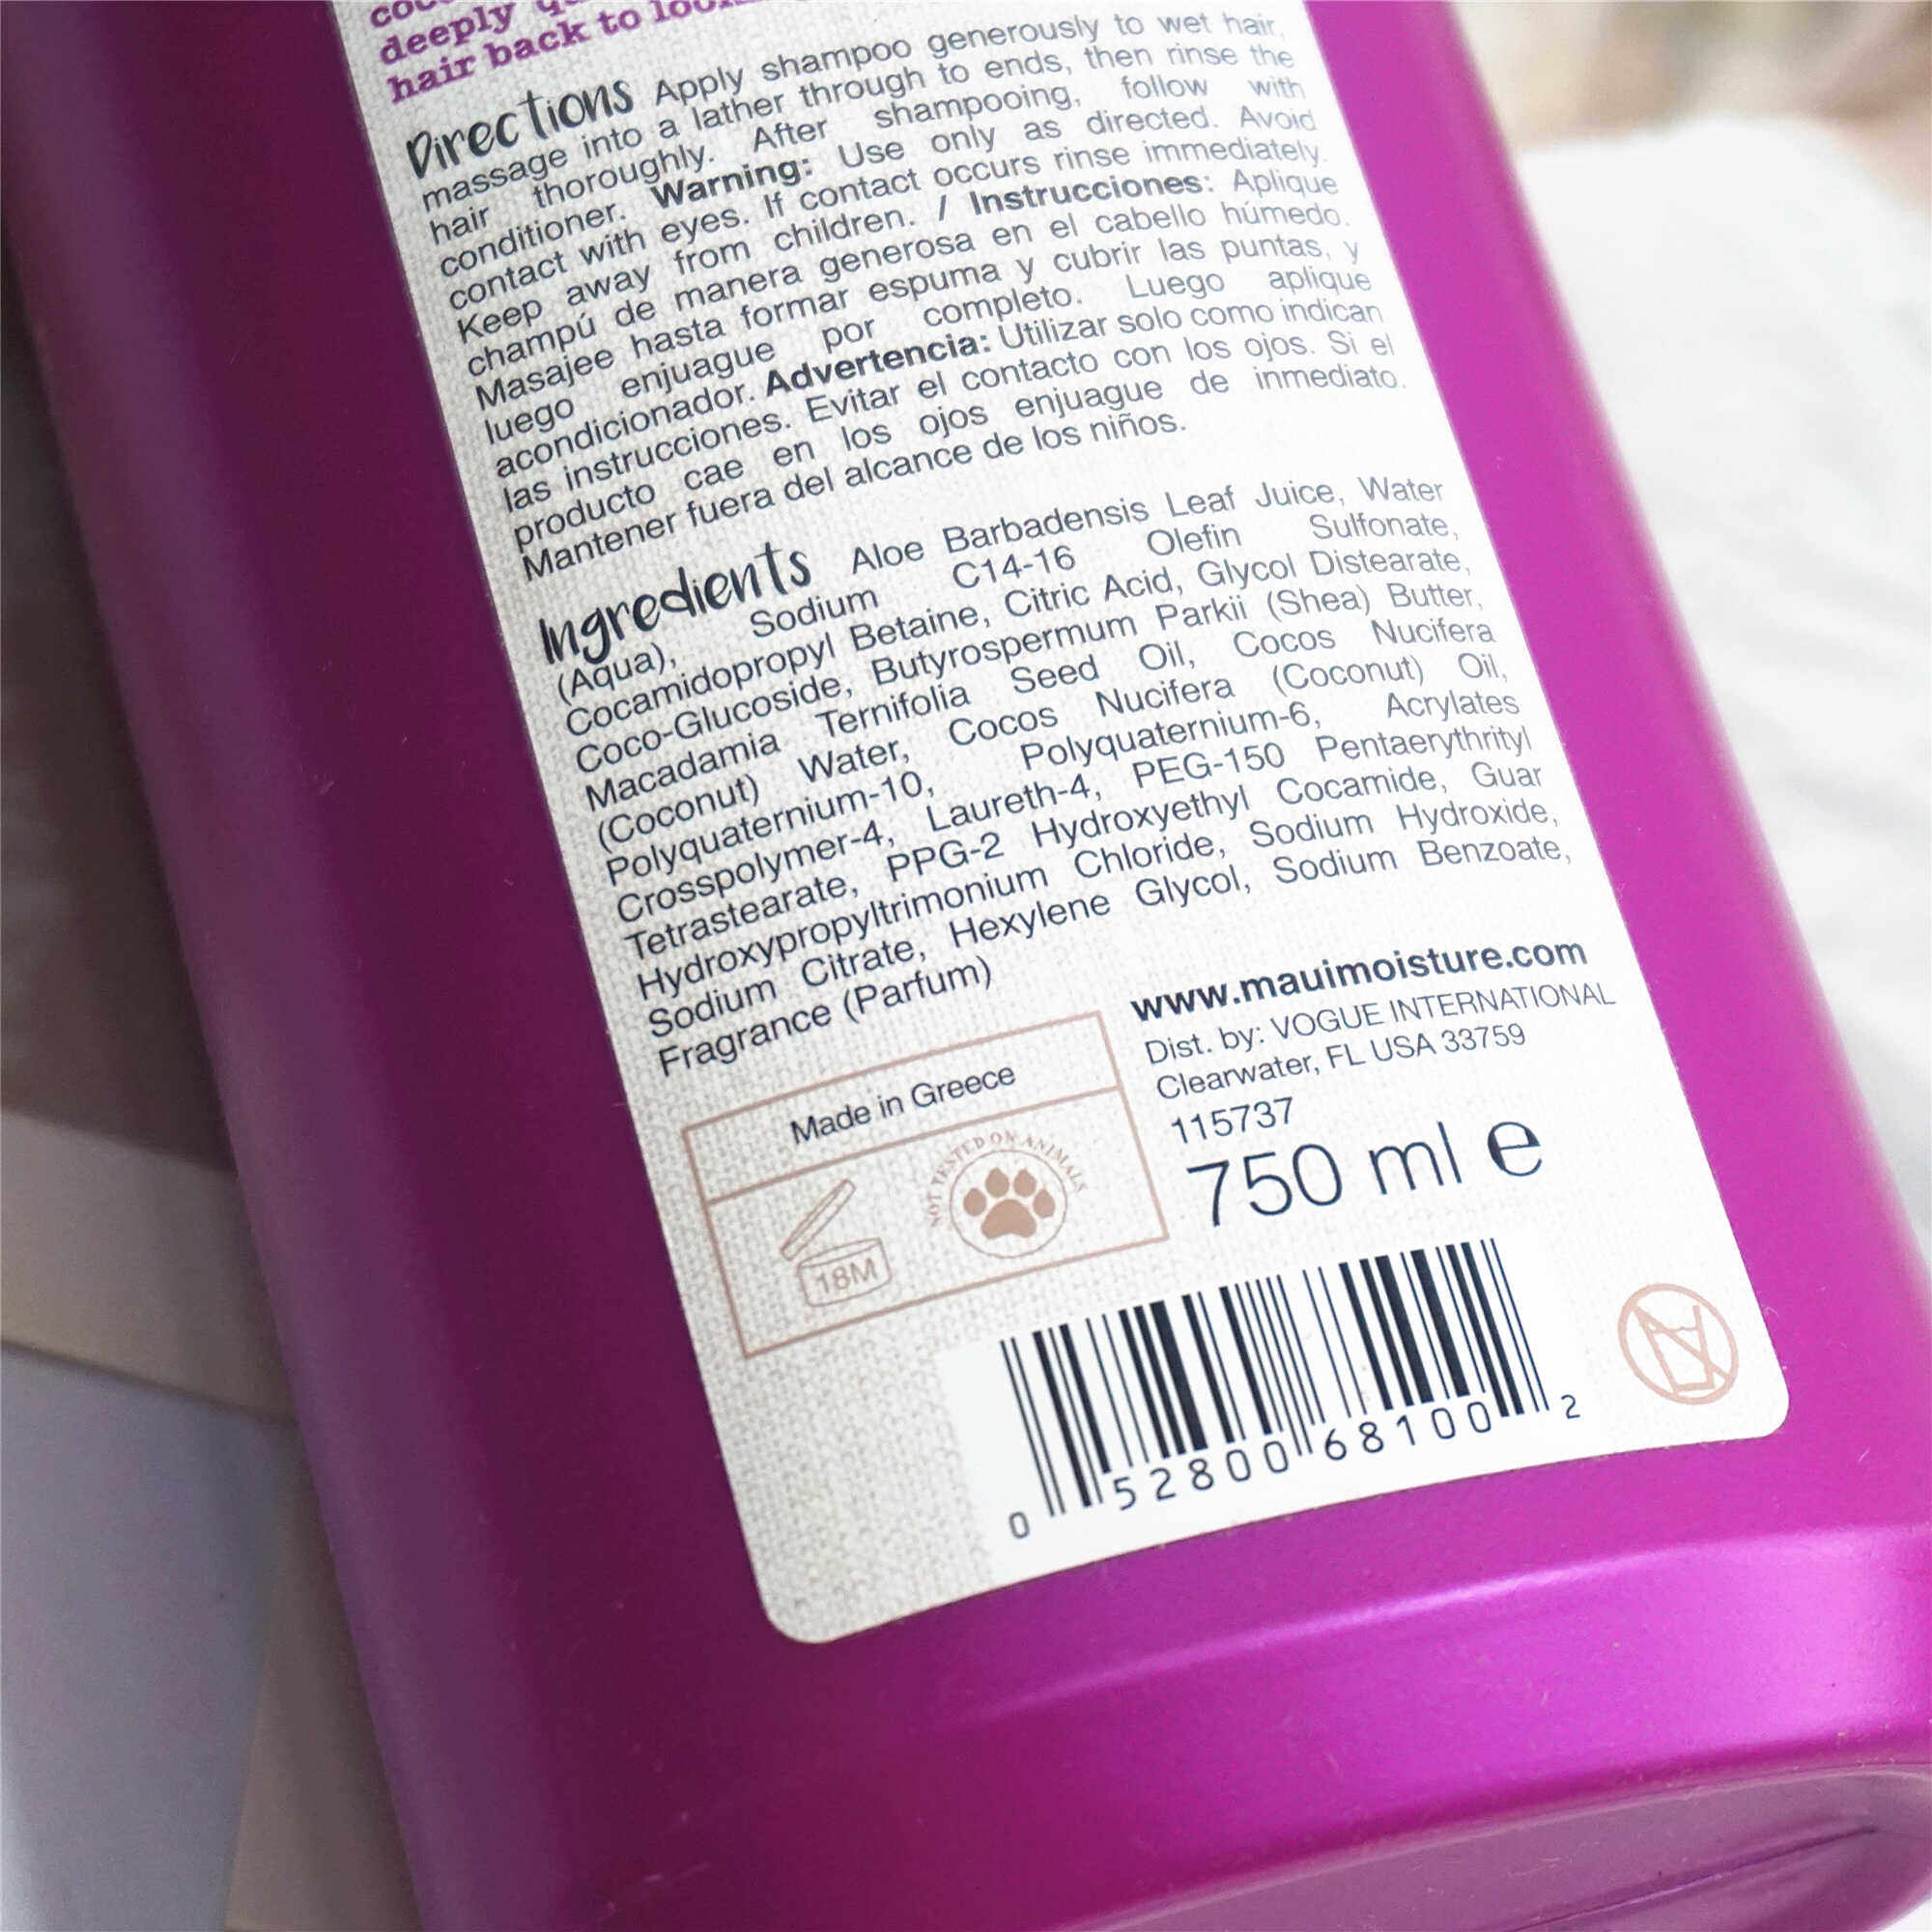 deeply
hair back to
Directions Apply shampoo generously to wet hair,
massage into a lather through to ends, then rinse the
hair thoroughly. After shampooing, follow with
conditioner. Warning: Use only as directed. Avoid
contact with eyes. If contact occurs rinse immediately.
Keep away from children. / Instrucciones: Aplique
champú de manera generosa en el cabello húmedo.
Masajee hasta formar espuma y cubrir las puntas, y
luego enjuague por completo. Luego aplique
acondicionador. Advertencia: Utilizar solo como indican
las instrucciones. Evitar el contacto con los ojos. Si el
producto cae en los ojos enjuague de inmediato.
Mantener fuera del alcance de los niños.
Ingredients Aloe Barbadensis Leaf Juice, Water
(Aqua), Sodium C14-16 Olefin Sulfonate,
Cocamidopropyl Betaine, Citric Acid, Glycol Distearate,
Coco-Glucoside, Butyrospermum Parkii (Shea) Butter,
Macadamia Ternifolia Seed Oil, Cocos Nucifera
(Coconut) Water, Cocos Nucifera (Coconut) Oil,
Polyquaternium-10, Polyquaternium-6, Acrylates
Crosspolymer-4, Laureth-4, PEG-150 Pentaerythrityl
Tetrastearate, PPG-2 Hydroxyethyl Cocamide, Guar
Hydroxypropyltrimonium Chloride, Sodium Hydroxide,
Sodium Citrate, Hexylene Glycol, Sodium Benzoate,
Fragrance (Parfum)
www.mauimoisture.com
Dist. by: VOGUE INTERNATIONAL
Clearwater, FL USA 33759
115737
750 ml e
Made in Greece
NOT TESTED ON ANIMALS
18M
0 52800 68100 2